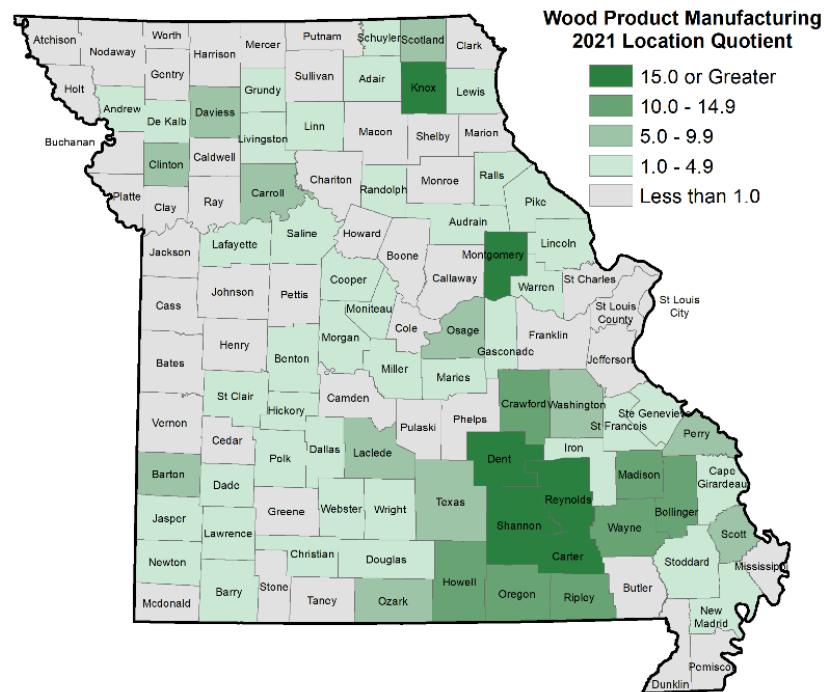 Wood Product Manufacturing
2021 Location Quotient
15.0 or Greater
10.0 - 14.9
5.0 - 9.9
1.0 - 4.9
Less than 1.0
Atchison
Nodaway
Worth
Harrison
Mercer
Putnam
Schuyler
Scotland
Clark
Gentry
Sullivan
Adair
Knox
Lewis
Holt
Andrew
De Kalb
Daviess
Grundy
Livingston
Linn
Macon
Shelby
Marion
Buchanan
Clinton
Caldwell
Carroll
Chariton
Randolph
Monroe
Ralls
Pike
Platte
Clay
Ray
Audrain
Lincoln
Jackson
Lafayette
Saline
Howard
Boone
Callaway
Montgomery
Warren
St Charles
St Louis
City
St Louis
County
Cass
Johnson
Pettis
Cooper
Moniteau
Cole
Osage
Gasconade
Franklin
Jefferson
Bates
Henry
Benton
Morgan
Miller
Maries
St Clair
Hickory
Camden
Pulaski
Phelps
Crawford
Washington
Ste Genevieve
St Francois
Perry
Vernon
Cedar
Polk
Dallas
Laclede
Dent
Iron
Madison
Cape
Girardeau
Barton
Dade
Greene
Webster
Wright
Texas
Reynolds
Shannon
Wayne
Bollinger
Scott
Jasper
Lawrence
Christian
Douglas
Carter
Stoddard
Mississippi
Newton
Barry
Stone
Taney
Ozark
Howell
Oregon
Ripley
Butler
New
Madrid
Mcdonald
Dunklin
Pemiscot